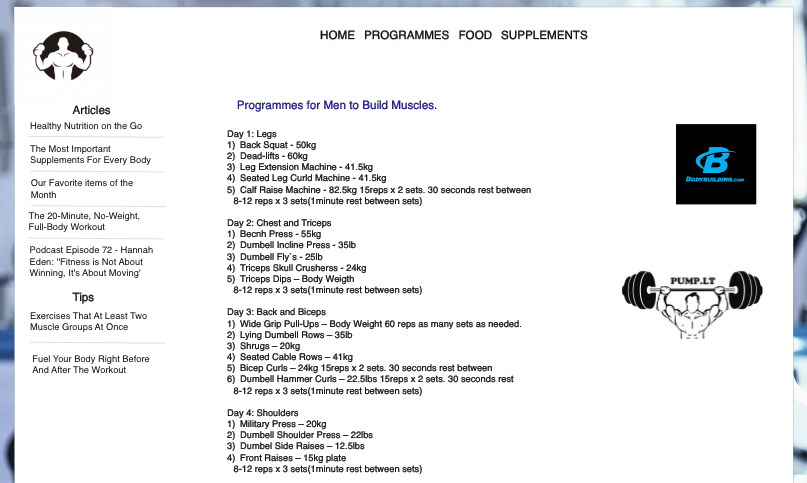 HOME PROGRAMMES FOOD SUPPLEMENTS
Articles
Healthy Nutrition on the Go
The Most Important
Supplements For Every Body
Our Favorite items of the
Month
The 20-Minute, No-Weight,
Full-Body Workout
Podcast Episode 72 - Hannah
Eden: "Fitness is Not About
Winning, It's About Moving'
Tips
Exercises That At Least Two
Muscle Groups At Once
Fuel Your Body Right Before
And After The Workout
Programmes for Men to Build Muscles.
Day 1: Legs
1) Back Squat - 50kg
2) Dead-lifts - 60kg
3) Leg Extension Machine - 41.5kg
4) Seated Leg Curld Machine - 41.5kg
5) Calf Raise Machine - 82.5kg 15reps x 2 sets. 30 seconds rest between
8-12 reps x 3 sets(1minute rest between sets)
Day 2: Chest and Triceps
1) Becnh Press - 55kg
2) Dumbell Incline Press - 35lb
3) Dumbell Fly`s - 25lb
4) Triceps Skull Crusherss - 24kg
5) Triceps Dips – Body Weigth
8-12 reps x 3 sets(1minute rest between sets)
Day 3: Back and Biceps
1) Wide Grip Pull-Ups – Body Weight 60 reps as many sets as needed.
2) Lying Dumbell Rows – 35lb
3) Shrugs – 20kg
4) Seated Cable Rows – 41kg
5) Bicep Curls – 24kg 15reps x 2 sets. 30 seconds rest between
6) Dumbell Hammer Curls – 22.5lbs 15reps x 2 sets. 30 seconds rest
8-12 reps x 3 sets(1minute rest between sets)
Day 4: Shoulders
1) Military Press – 20kg
2) Dumbell Shoulder Press – 22lbs
3) Dumbel Side Raises – 12.5lbs
4) Front Raises – 15kg plate
8-12 reps x 3 sets(1minute rest between sets)
B
BODYBUILDING.COM
PUMP.LT